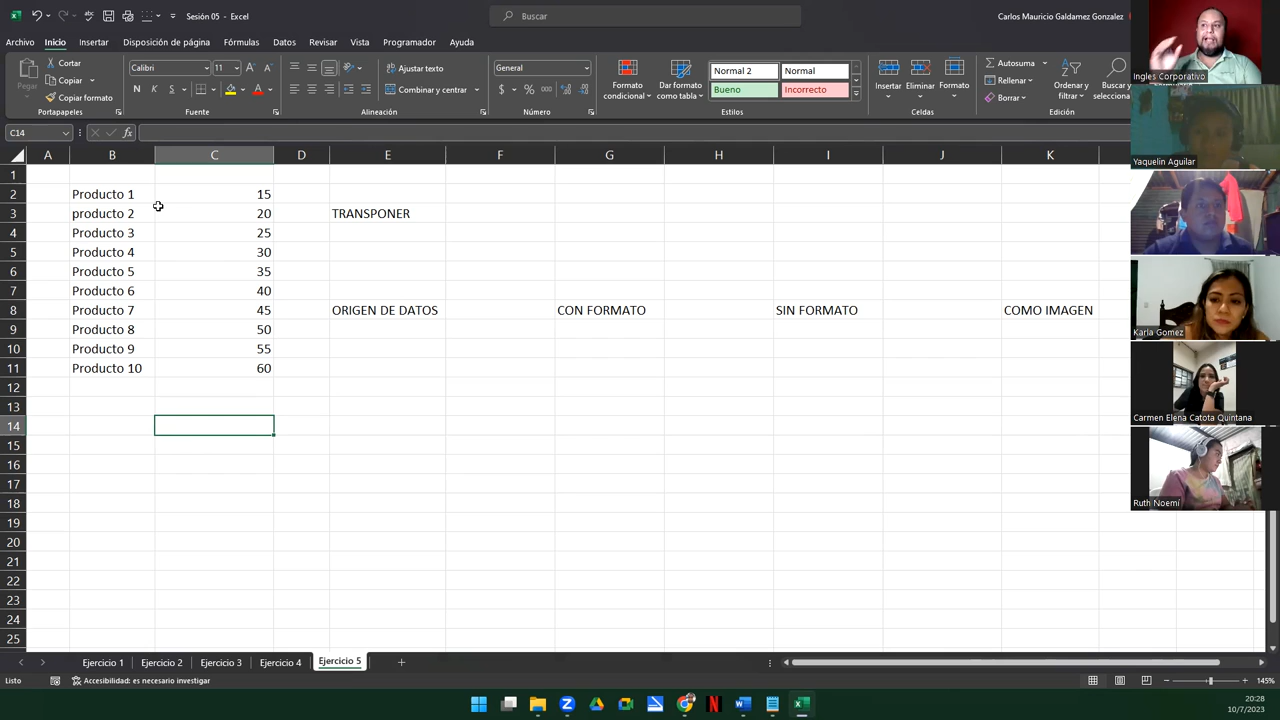 Sesión 05 - Excel
Buscar
Carlos Mauricio Galdamez Gonzalez
Archivo Inicio Insertar Disposición de página Fórmulas Datos Revisar Vista Programador Ayuda
Pegar
Cortar
Copiar
Copiar formato
Portapapeles
Calibri 11
N K S
Fuente
Ajustar texto
Combinar y centrar
Alineación
General
$ % 000
Número
Formato condicional
Dar formato como tabla
Normal 2 Normal
Bueno Incorrecto
Estilos
Insertar Eliminar Formato
Celdas
Autosuma
Rellenar
Borrar
Ordenar y filtrar
Buscar y
Edición
C14
fx
A B C D E F G H I J K
1
2 Producto 1 15
3 producto 2 20 TRANSPONER
4 Producto 3 25
5 Producto 4 30
6 Producto 5 35
7 Producto 6 40
8 Producto 7 45 ORIGEN DE DATOS CON FORMATO SIN FORMATO COMO IMAGEN
9 Producto 8 50
10 Producto 9 55
11 Producto 10 60
12
13
14
15
16
17
18
19
20
21
22
23
24
25
Ingles Corporativo
Yaquelin Aguilar
Karla Gomez
Carmen Elena Catota Quintana
Ruth Noemí
Ejercicio 1 Ejercicio 2 Ejercicio 3 Ejercicio 4 Ejercicio 5
Listo
Accesibilidad: es necesario investigar
145%
20:28
10/7/2023